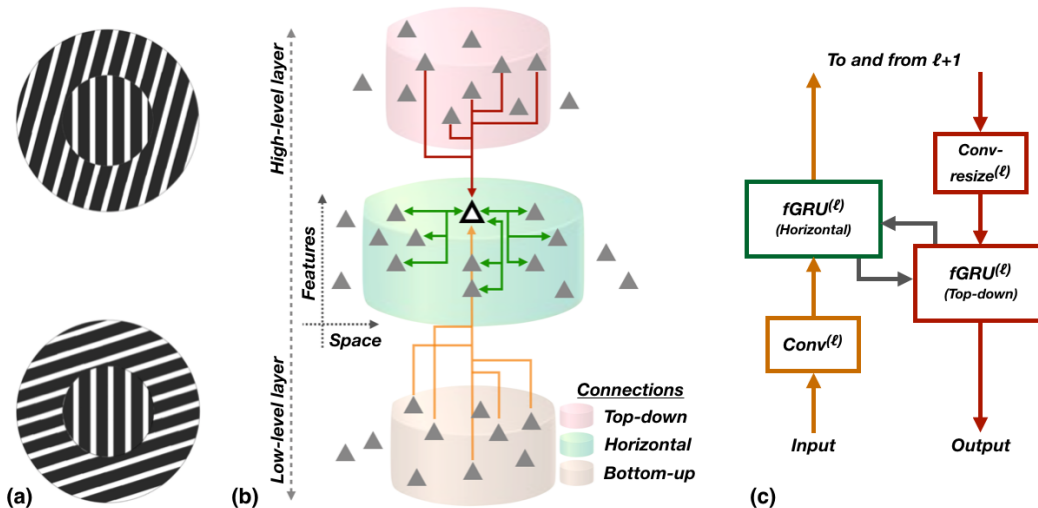 (a)
High-level layer
Low-level layer
Features
Space
Connections
Top-down
Horizontal
Bottom-up
(b)
To and from ℓ+1
Conv-
resize(ℓ)
fGRU(ℓ)
(Horizontal)
fGRU(ℓ)
(Top-down)
Conv(ℓ)
Input
Output
(c)